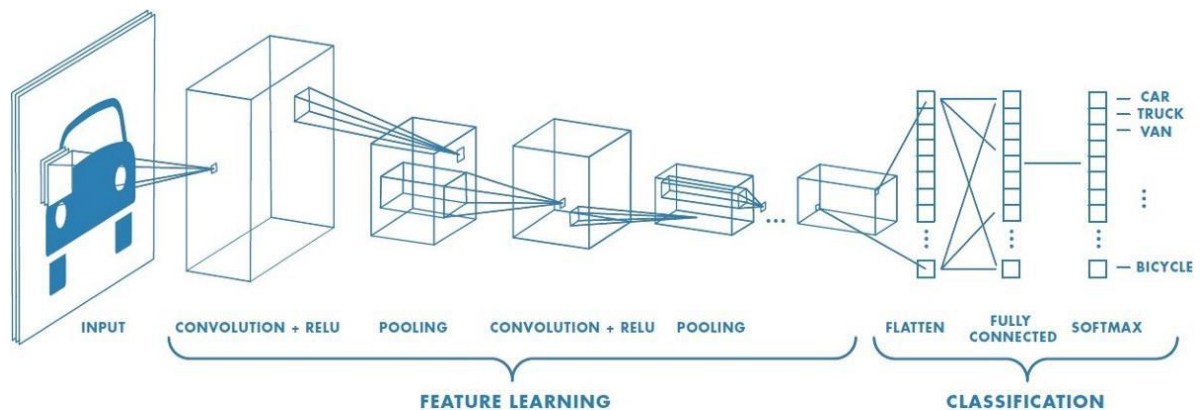 CAR
TRUCK
VAN
...
BICYCLE
INPUT
CONVOLUTION + RELU
POOLING
CONVOLUTION + RELU
POOLING
FLATTEN
FULLY
CONNECTED
SOFTMAX
FEATURE LEARNING
CLASSIFICATION